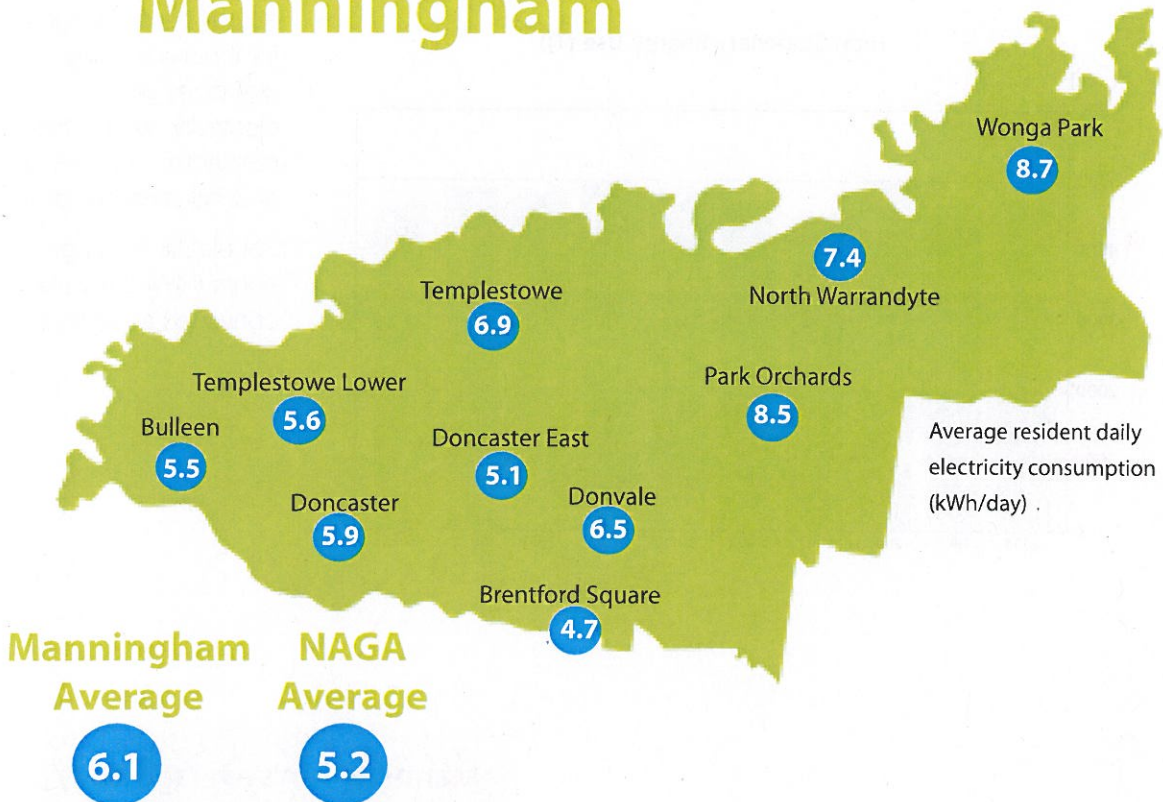 Manningham
Wonga Park
8.7
7.4
North Warrandyte
Templestowe
6.9
Templestowe Lower
5.6
Park Orchards
8.5
Bulleen
5.5
Doncaster East
5.1
Average resident daily
electricity consumption
(kWh/day) .
Doncaster
5.9
Donvale
6.5
Brentford Square
4.7
Manningham
Average
6.1
NAGA
Average
5.2